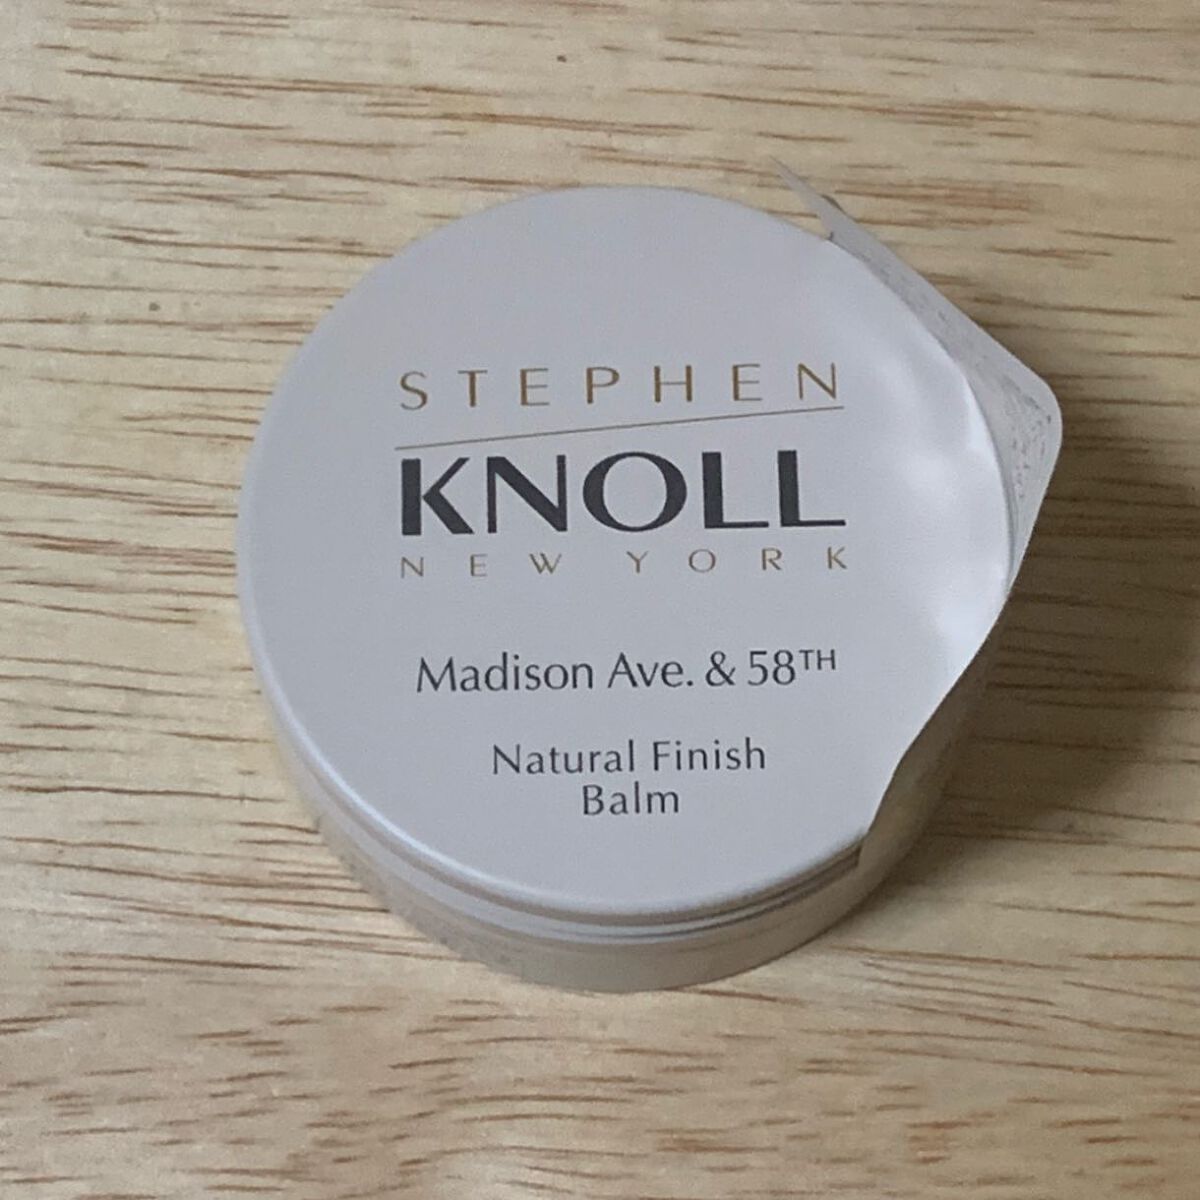 STEPHEN
KNOLL
NEW YORK
Madison Ave. & 58TH
Natural Finish
Balm